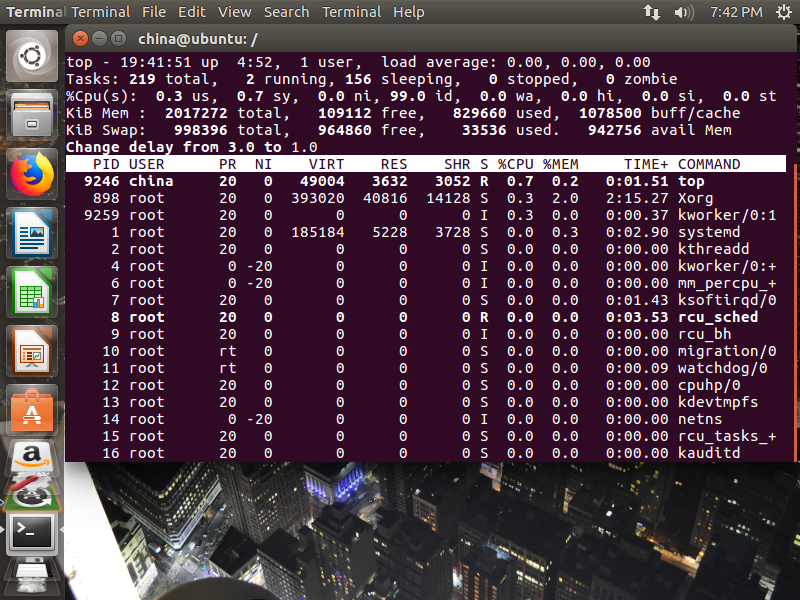 Terminal Terminal File Edit View Search Terminal Help 7:42 PM
china@ubuntu: /
top - 19:41:51 up  4:52,  1 user,  load average: 0.00, 0.00, 0.00
Tasks: 219 total,   2 running, 156 sleeping,   0 stopped,   0 zombie
%Cpu(s):  0.3 us,  0.7 sy,  0.0 ni, 99.0 id,  0.0 wa,  0.0 hi,  0.0 si,  0.0 st
KiB Mem :  2017272 total,   109112 free,   829660 used,  1078500 buff/cache
KiB Swap:   998396 total,   964860 free,    33536 used.   942756 avail Mem
Change delay from 3.0 to 1.0
PID USER PR NI VIRT RES SHR S %CPU %MEM TIME+ COMMAND
9246 china 20 0 49004 3632 3052 R 0.7 0.2 0:01.51 top
898 root 20 0 393020 40816 14128 S 0.3 2.0 2:15.27 Xorg
9259 root 20 0 0 0 0 I 0.3 0.0 0:00.37 kworker/0:1
1 root 20 0 185184 5228 3728 S 0.0 0.3 0:02.90 systemd
2 root 20 0 0 0 0 S 0.0 0.0 0:00.00 kthreadd
4 root 0 -20 0 0 0 I 0.0 0.0 0:00.00 kworker/0:+
6 root 0 -20 0 0 0 I 0.0 0.0 0:00.00 mm_percpu_+
7 root 20 0 0 0 0 S 0.0 0.0 0:01.43 ksoftirqd/0
8 root 20 0 0 0 0 R 0.0 0.0 0:03.53 rcu_sched
9 root 20 0 0 0 0 I 0.0 0.0 0:00.00 rcu_bh
10 root rt 0 0 0 0 S 0.0 0.0 0:00.00 migration/0
11 root rt 0 0 0 0 S 0.0 0.0 0:00.09 watchdog/0
12 root 20 0 0 0 0 S 0.0 0.0 0:00.00 cpuhp/0
13 root 20 0 0 0 0 S 0.0 0.0 0:00.00 kdevtmpfs
14 root 0 -20 0 0 0 I 0.0 0.0 0:00.00 netns
15 root 20 0 0 0 0 S 0.0 0.0 0:00.00 rcu_tasks_+
16 root 20 0 0 0 0 S 0.0 0.0 0:00.00 kauditd